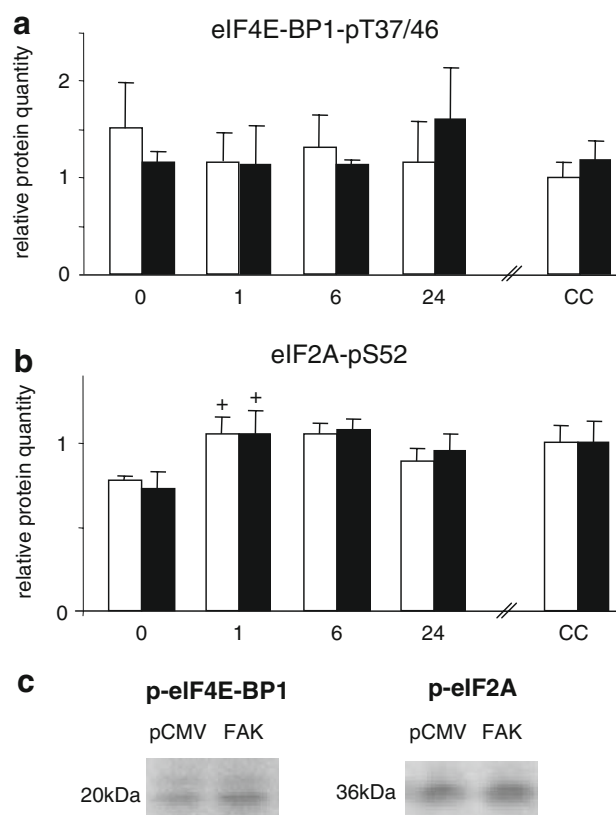 a
eIF4E-BP1-pT37/46
relative protein quantity
2
1
0
0 1 6 24 CC
b
eIF2A-pS52
relative protein quantity
1
0
+ +
0 1 6 24 CC
c
p-eIF4E-BP1 p-eIF2A
pCMV FAK pCMV FAK
20kDa 36kDa